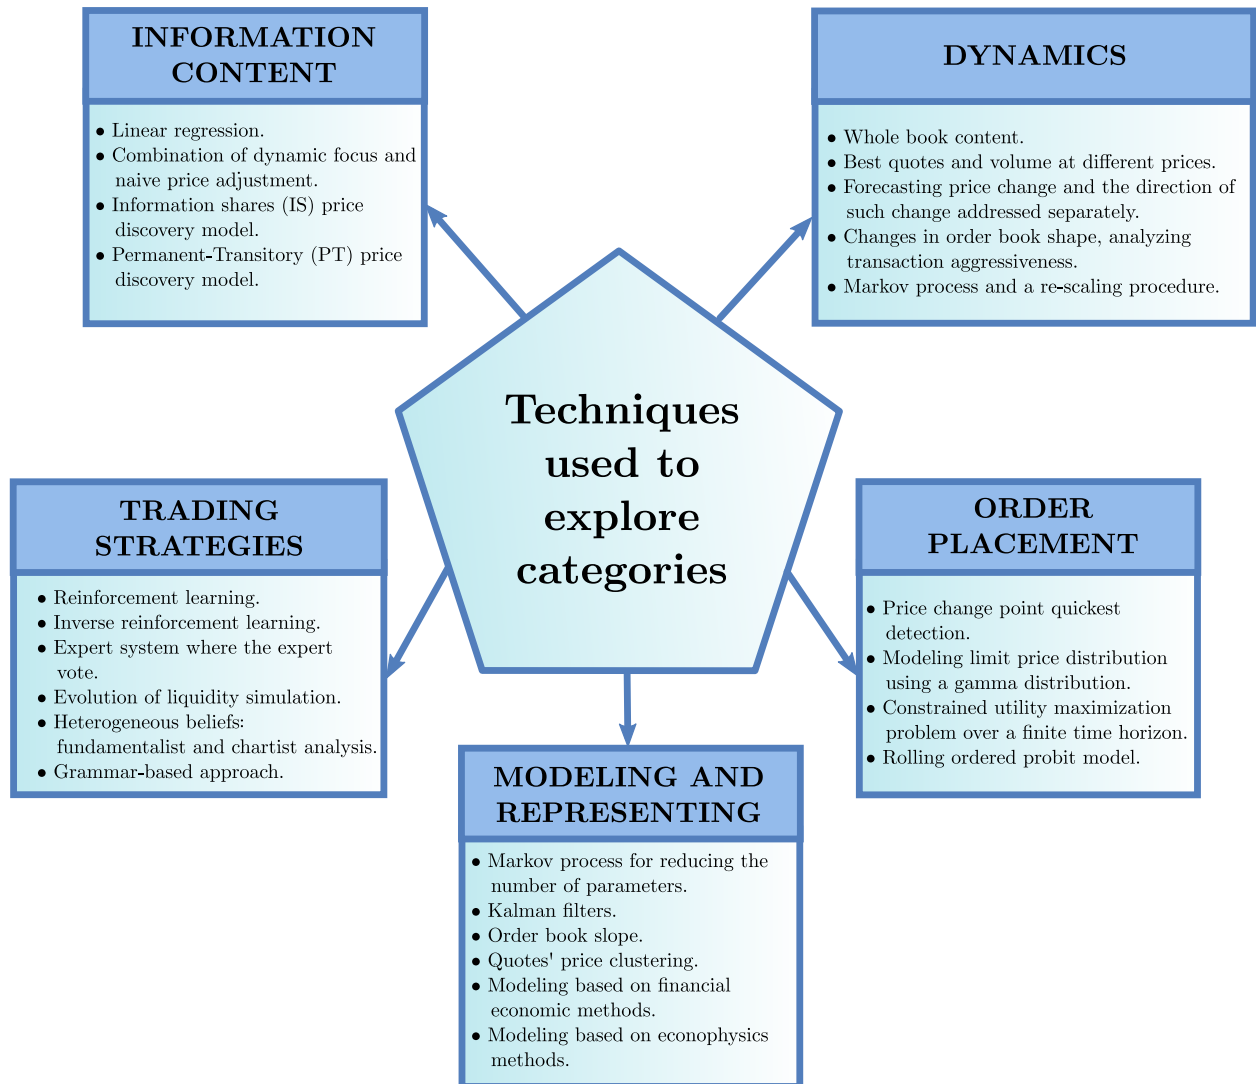 INFORMATION
CONTENT
• Linear regression.
• Combination of dynamic focus and
naive price adjustment.
• Information shares (IS) price
discovery model.
• Permanent-Transitory (PT) price
discovery model.
DYNAMICS
• Whole book content.
• Best quotes and volume at different prices.
• Forecasting price change and the direction of
such change addressed separately.
• Changes in order book shape, analyzing
transaction aggressiveness.
• Markov process and a re-scaling procedure.
Techniques
used to
explore
categories
TRADING
STRATEGIES
• Reinforcement learning.
• Inverse reinforcement learning.
• Expert system where the expert
vote.
• Evolution of liquidity simulation.
• Heterogeneous beliefs:
fundamentalist and chartist analysis.
• Grammar-based approach.
ORDER
PLACEMENT
• Price change point quickest
detection.
• Modeling limit price distribution
using a gamma distribution.
• Constrained utility maximization
problem over a finite time horizon.
• Rolling ordered probit model.
MODELING AND
REPRESENTING
• Markov process for reducing the
number of parameters.
• Kalman filters.
• Order book slope.
• Quotes' price clustering.
• Modeling based on financial
economic methods.
• Modeling based on econophysics
methods.